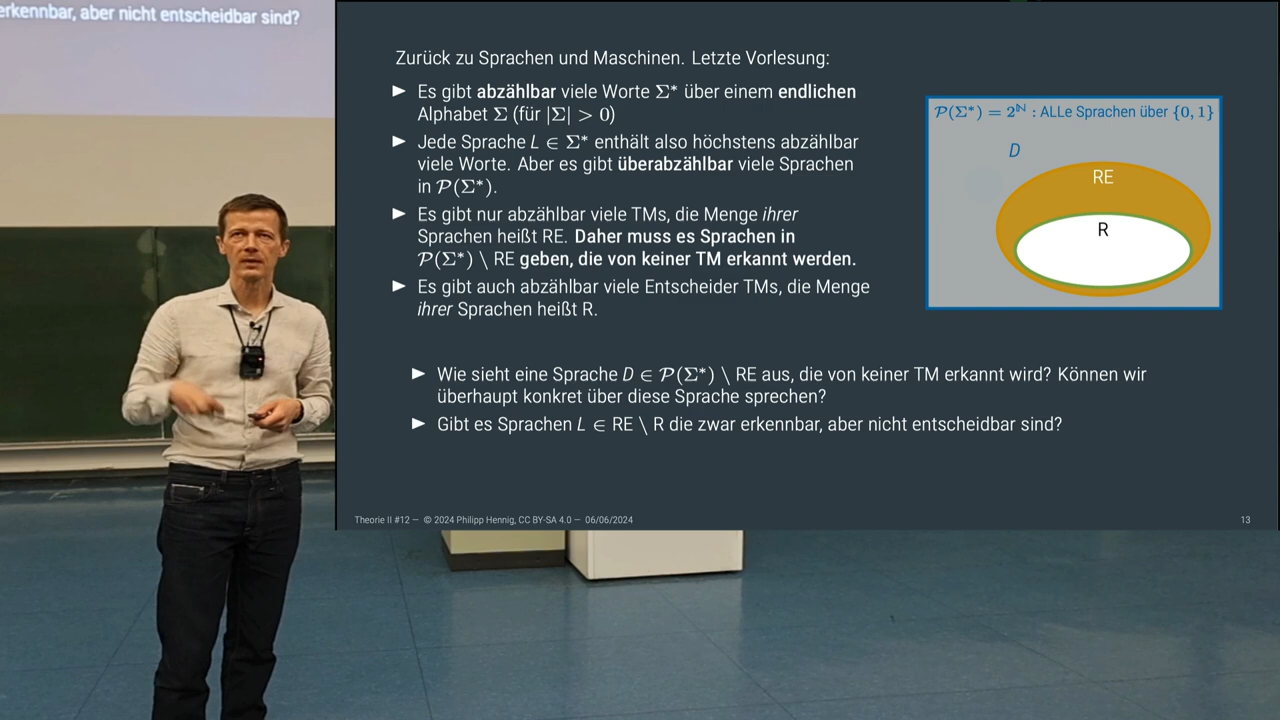 erkennbar, aber nicht entscheidbar sind?
Zurück zu Sprachen und Maschinen. Letzte Vorlesung:
► Es gibt abzählbar viele Worte Σ* über einem endlichen
Alphabet Σ (für |Σ| > 0)
► Jede Sprache L ∈ Σ* enthält also höchstens abzählbar
viele Worte. Aber es gibt überabzählbar viele Sprachen
in 𝒫(Σ*).
► Es gibt nur abzählbar viele TMs, die Menge ihrer
Sprachen heißt RE. Daher muss es Sprachen in
𝒫(Σ*) \ RE geben, die von keiner TM erkannt werden.
► Es gibt auch abzählbar viele Entscheider TMs, die Menge
ihrer Sprachen heißt R.
𝒫(Σ*) = 2^ℕ : ALLe Sprachen über {0, 1}
D
RE
R
► Wie sieht eine Sprache D ∈ 𝒫(Σ*) \ RE aus, die von keiner TM erkannt wird? Können wir
überhaupt konkret über diese Sprache sprechen?
► Gibt es Sprachen L ∈ RE \ R die zwar erkennbar, aber nicht entscheidbar sind?
Theorie II #12 — © 2024 Philipp Hennig, CC BY-SA 4.0 — 06/06/2024
13